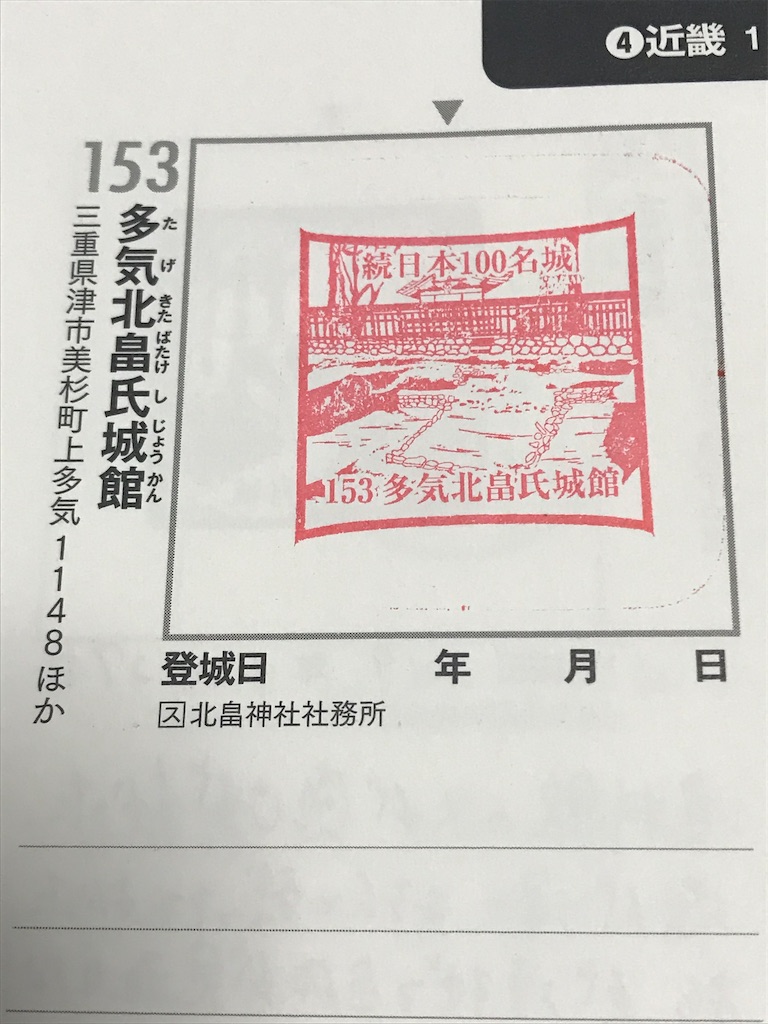 ❹近畿 1
153
多気北畠氏城館
たげきたばたけしじょうかん
三重県津市美杉町上多気1148ほか
続日本100名城
153 多気北畠氏城館
登城日 年 月 日
ス北畠神社社務所